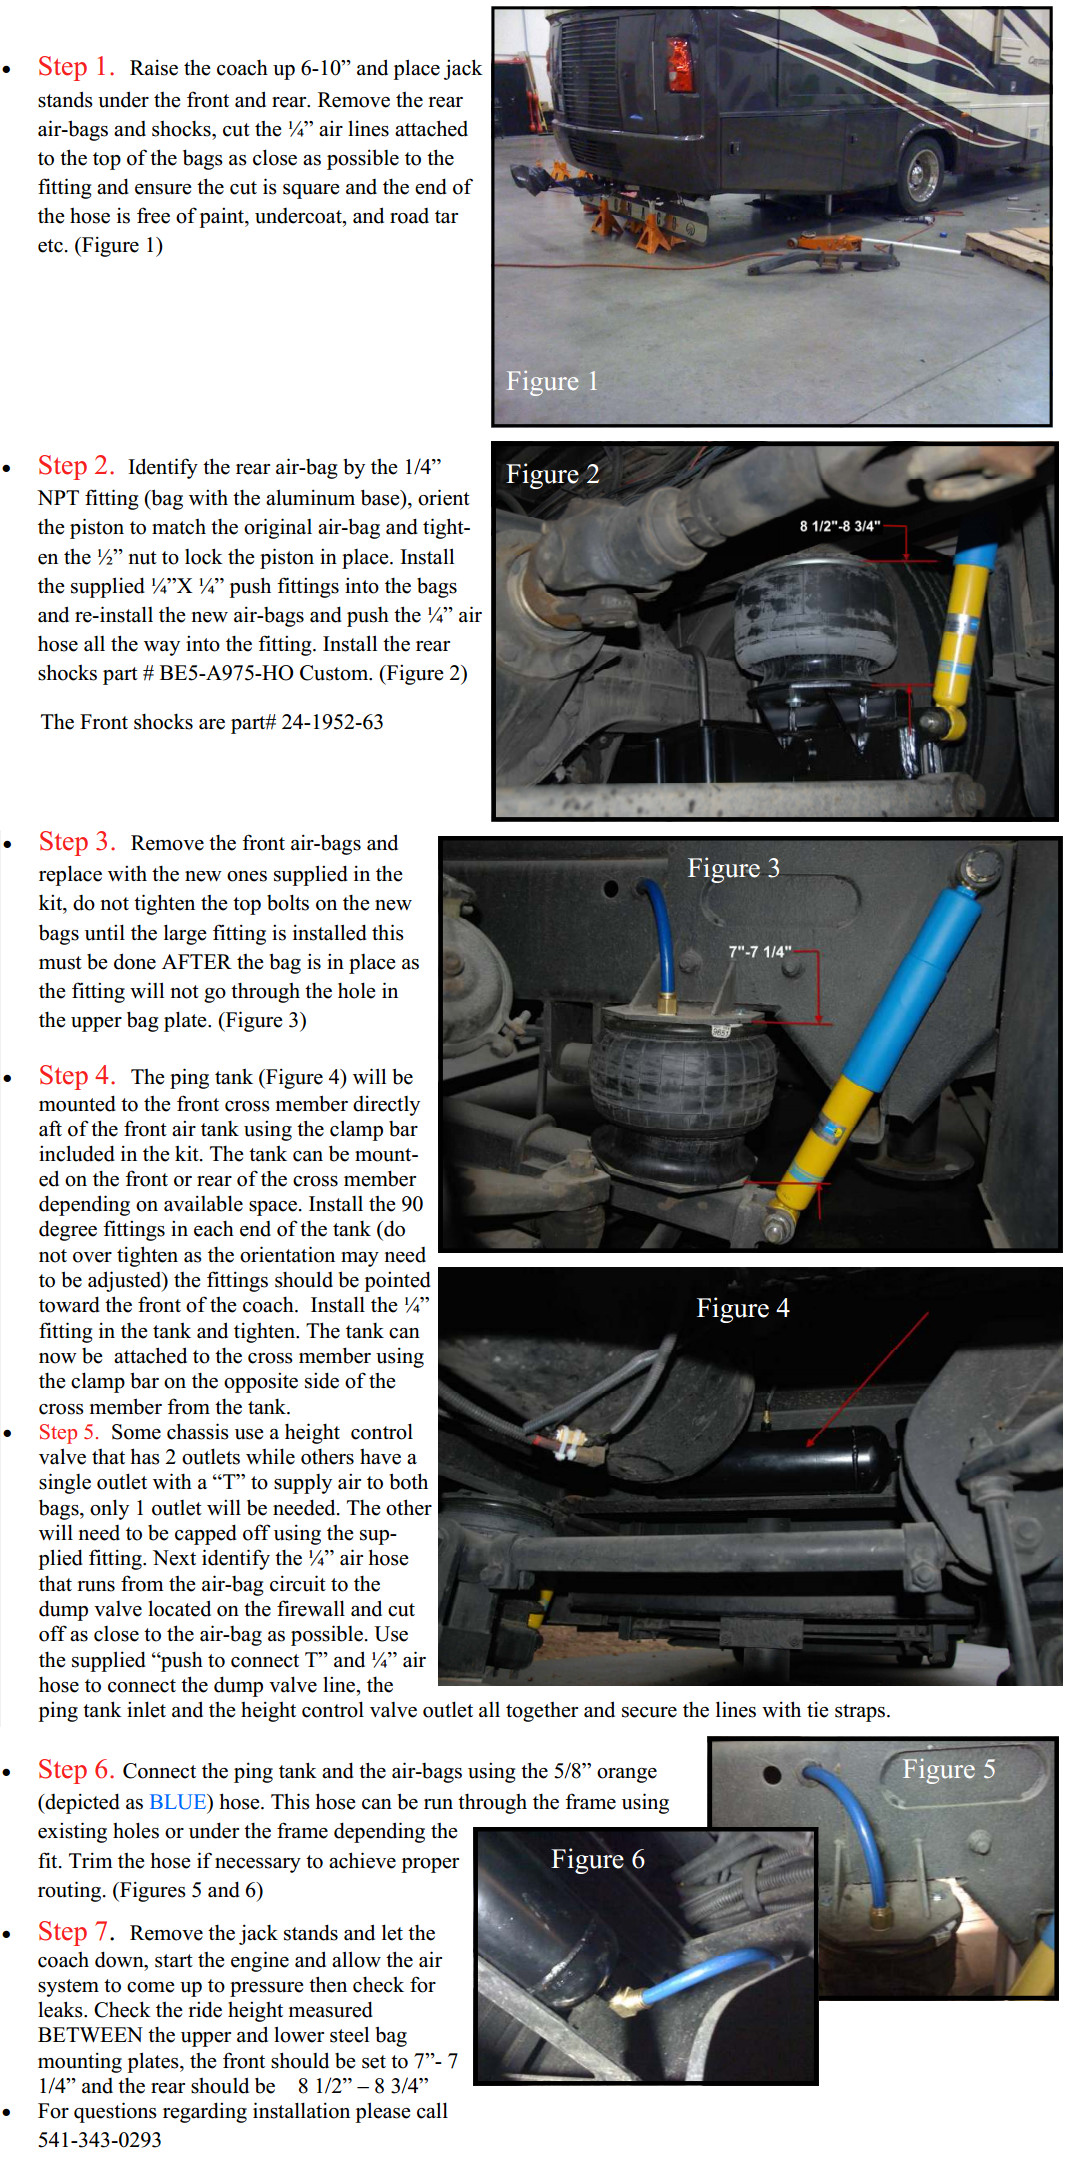 • Step 1. Raise the coach up 6-10” and place jack
stands under the front and rear. Remove the rear
air-bags and shocks, cut the ¼” air lines attached
to the top of the bags as close as possible to the
fitting and ensure the cut is square and the end of
the hose is free of paint, undercoat, and road tar
etc. (Figure 1)
Figure 1
• Step 2. Identify the rear air-bag by the 1/4”
NPT fitting (bag with the aluminum base), orient
the piston to match the original air-bag and tight-
en the ½” nut to lock the piston in place. Install
the supplied ¼”X ¼” push fittings into the bags
and re-install the new air-bags and push the ¼” air
hose all the way into the fitting. Install the rear
shocks part # BE5-A975-HO Custom. (Figure 2)
The Front shocks are part# 24-1952-63
Figure 2
8 1/2"-8 3/4"
• Step 3. Remove the front air-bags and
replace with the new ones supplied in the
kit, do not tighten the top bolts on the new
bags until the large fitting is installed this
must be done AFTER the bag is in place as
the fitting will not go through the hole in
the upper bag plate. (Figure 3)
Figure 3
7"-7 1/4"
• Step 4. The ping tank (Figure 4) will be
mounted to the front cross member directly
aft of the front air tank using the clamp bar
included in the kit. The tank can be mount-
ed on the front or rear of the cross member
depending on available space. Install the 90
degree fittings in each end of the tank (do
not over tighten as the orientation may need
to be adjusted) the fittings should be pointed
toward the front of the coach. Install the ¼”
fitting in the tank and tighten. The tank can
now be attached to the cross member using
the clamp bar on the opposite side of the
cross member from the tank.
Figure 4
• Step 5. Some chassis use a height control
valve that has 2 outlets while others have a
single outlet with a “T” to supply air to both
bags, only 1 outlet will be needed. The other
will need to be capped off using the sup-
plied fitting. Next identify the ¼” air hose
that runs from the air-bag circuit to the
dump valve located on the firewall and cut
off as close to the air-bag as possible. Use
the supplied “push to connect T” and ¼” air
hose to connect the dump valve line, the
ping tank inlet and the height control valve outlet all together and secure the lines with tie straps.
• Step 6. Connect the ping tank and the air-bags using the 5/8” orange
(depicted as BLUE) hose. This hose can be run through the frame using
existing holes or under the frame depending the
fit. Trim the hose if necessary to achieve proper
routing. (Figures 5 and 6)
Figure 5
Figure 6
• Step 7. Remove the jack stands and let the
coach down, start the engine and allow the air
system to come up to pressure then check for
leaks. Check the ride height measured
BETWEEN the upper and lower steel bag
mounting plates, the front should be set to 7”- 7
1/4” and the rear should be 8 1/2” – 8 3/4”
• For questions regarding installation please call
541-343-0293